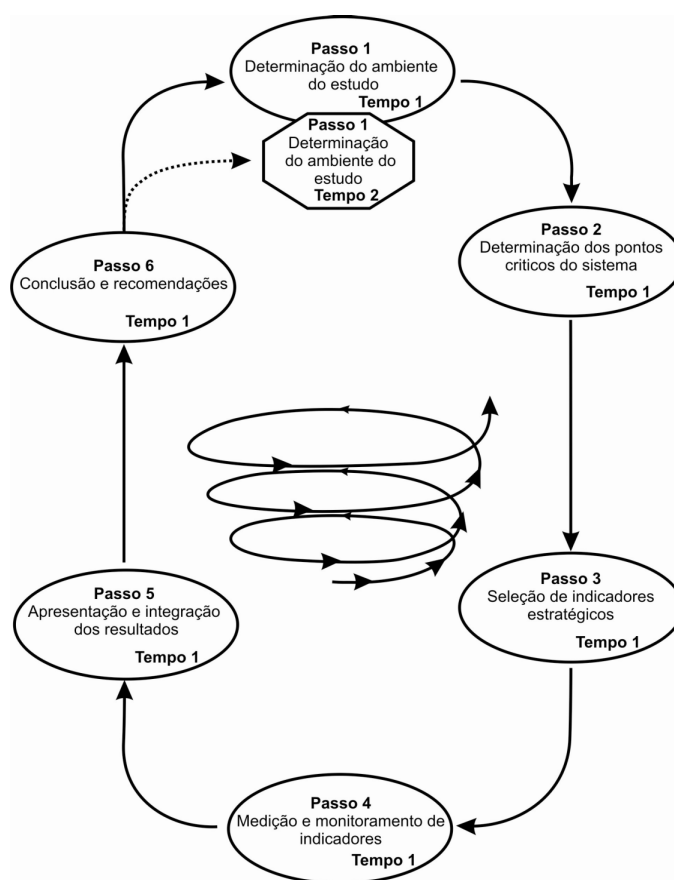 Passo 1
Determinação do ambiente
do estudo
Tempo 1
Passo 1
Determinação
do ambiente do
estudo
Tempo 2
Passo 2
Determinação dos pontos
criticos do sistema
Tempo 1
Passo 3
Seleção de indicadores
estratégicos
Tempo 1
Passo 4
Medição e monitoramento de
indicadores
Tempo 1
Passo 5
Apresentação e integração
dos resultados
Tempo 1
Passo 6
Conclusão e recomendações
Tempo 1